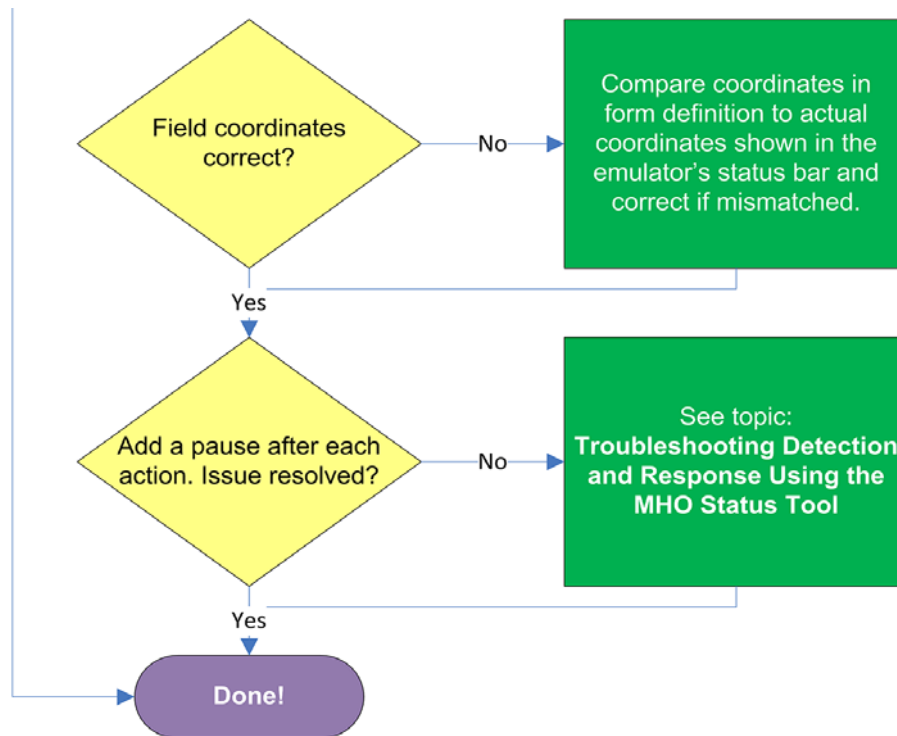 Field coordinates
correct?
No
Compare coordinates in
form definition to actual
coordinates shown in the
emulator’s status bar and
correct if mismatched.
Yes
Add a pause after each
action. Issue resolved?
No
See topic:
Troubleshooting Detection
and Response Using the
MHO Status Tool
Yes
Done!